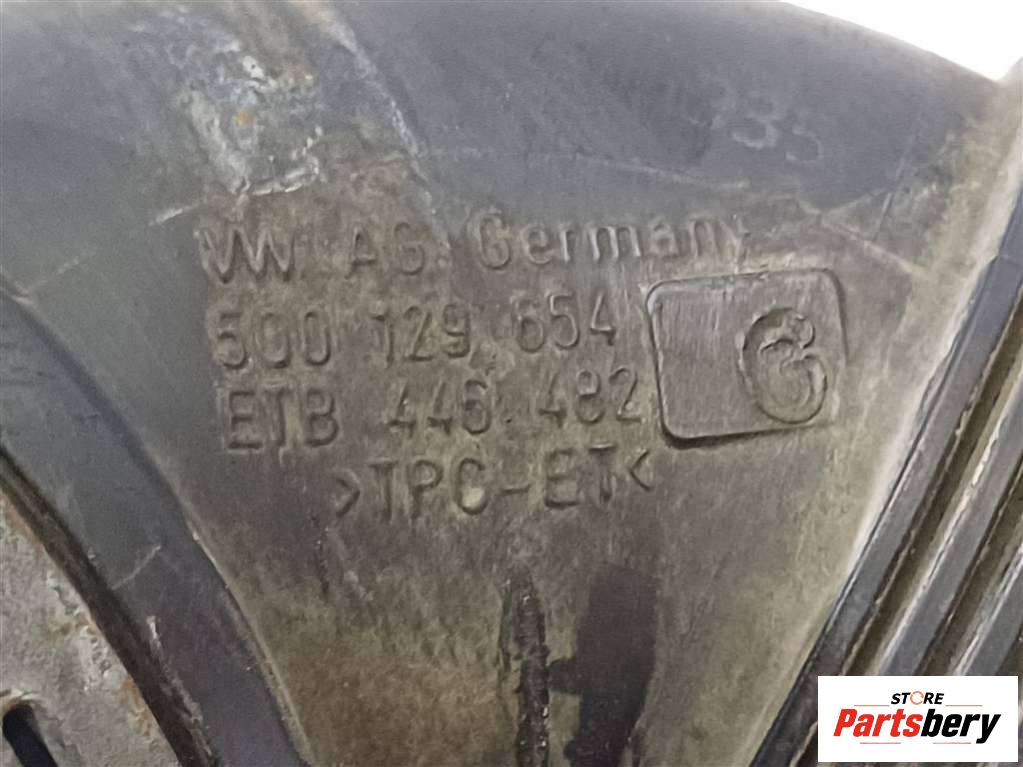 VW AG Germany
5Q0 129 654 G
ETB 446 482
>TPC-ET<
STORE
Partsbery